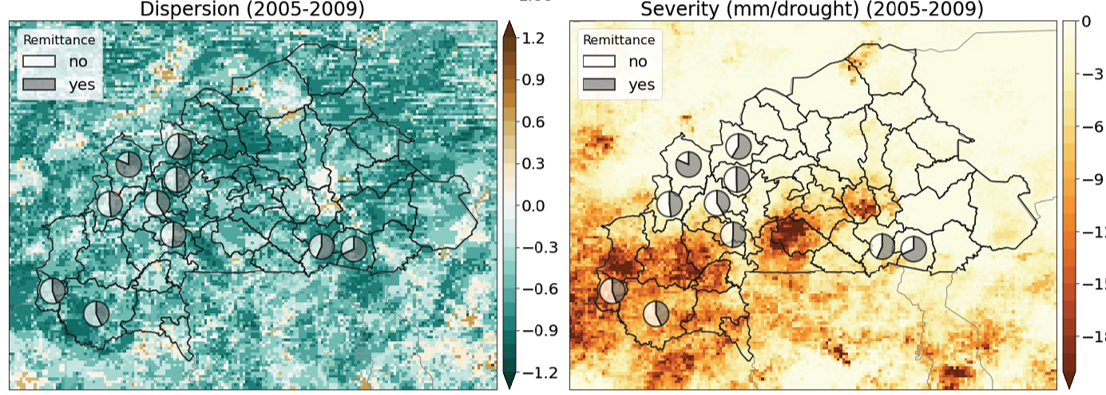 Dispersion (2005-2009)
Remittance
no
yes
1.2
0.9
0.6
0.3
0.0
−0.3
−0.6
−0.9
−1.2
Severity (mm/drought) (2005-2009)
Remittance
no
yes
0
−3
−6
−9